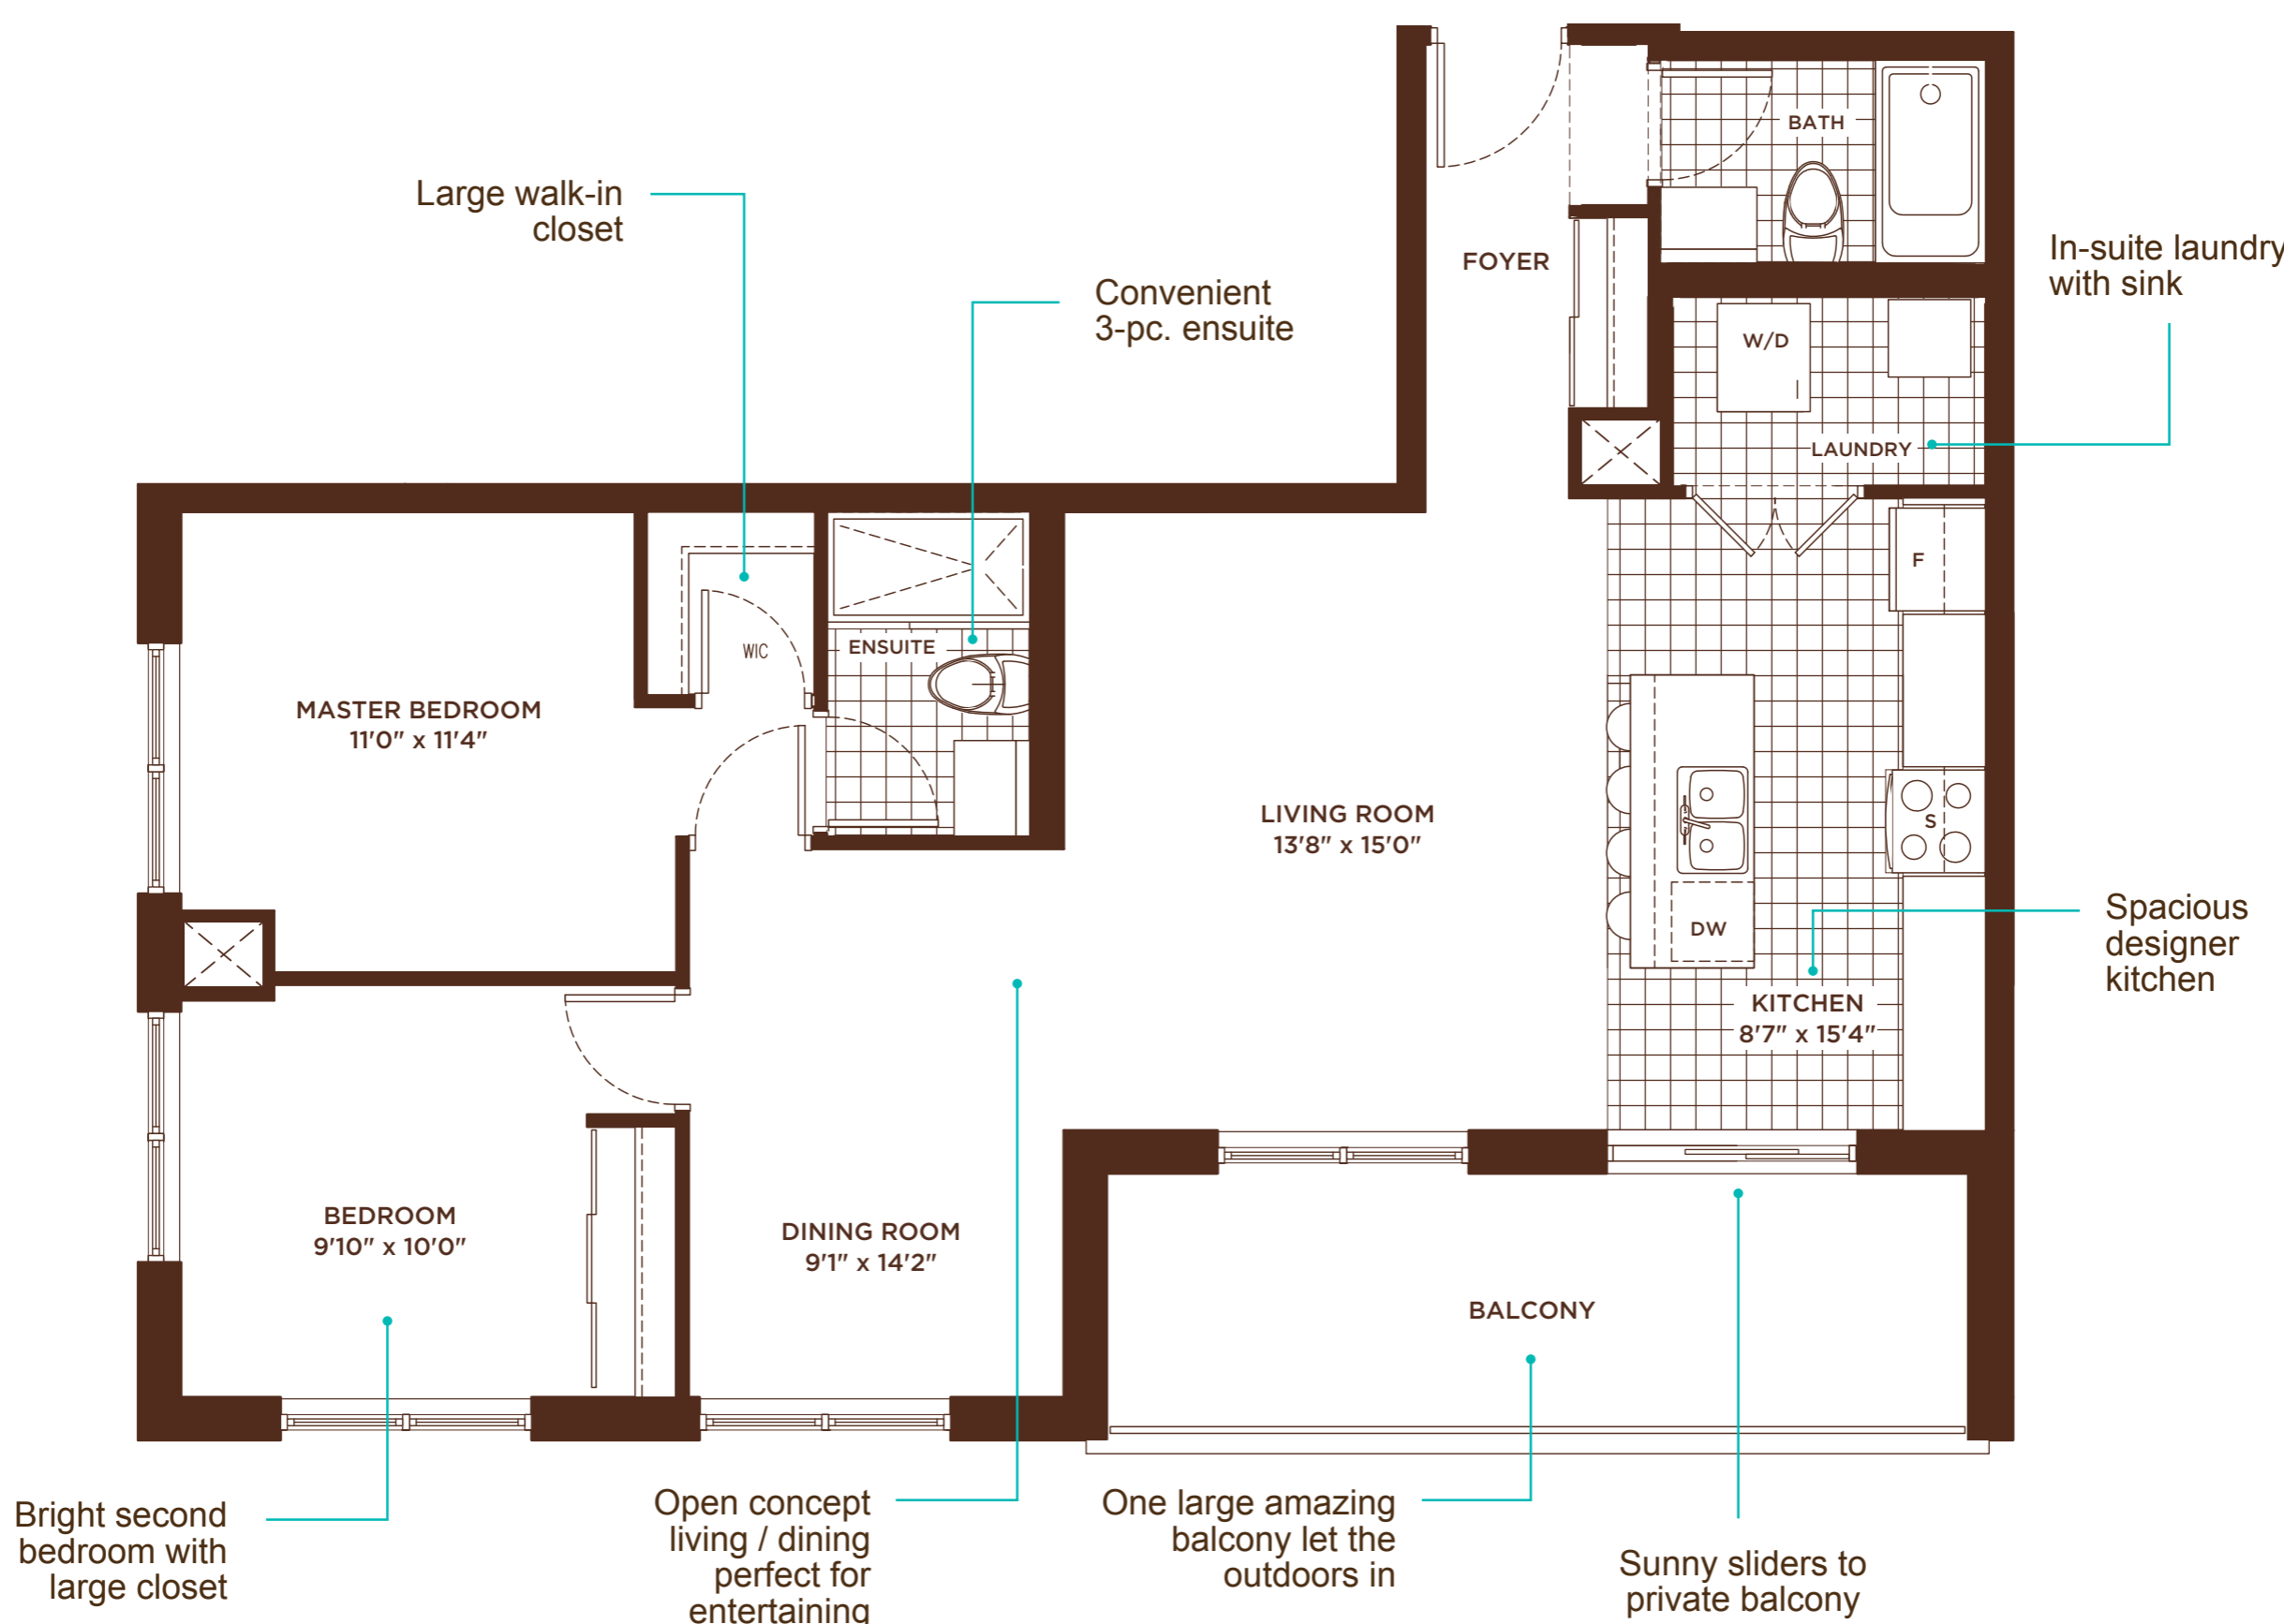 BATH
Large walk-in
closet
In-suite laundry
with sink
FOYER
Convenient
3-pc. ensuite
W/D
LAUNDRY
F
WIC
ENSUITE
MASTER BEDROOM
11'0" x 11'4"
LIVING ROOM
13'8" x 15'0"
S
DW
Spacious
designer
kitchen
KITCHEN
8'7" x 15'4"
BEDROOM
9'10" x 10'0"
DINING ROOM
9'1" x 14'2"
BALCONY
Bright second
bedroom with
large closet
Open concept
living / dining
perfect for
entertaining
One large amazing
balcony let the
outdoors in
Sunny sliders to
private balcony